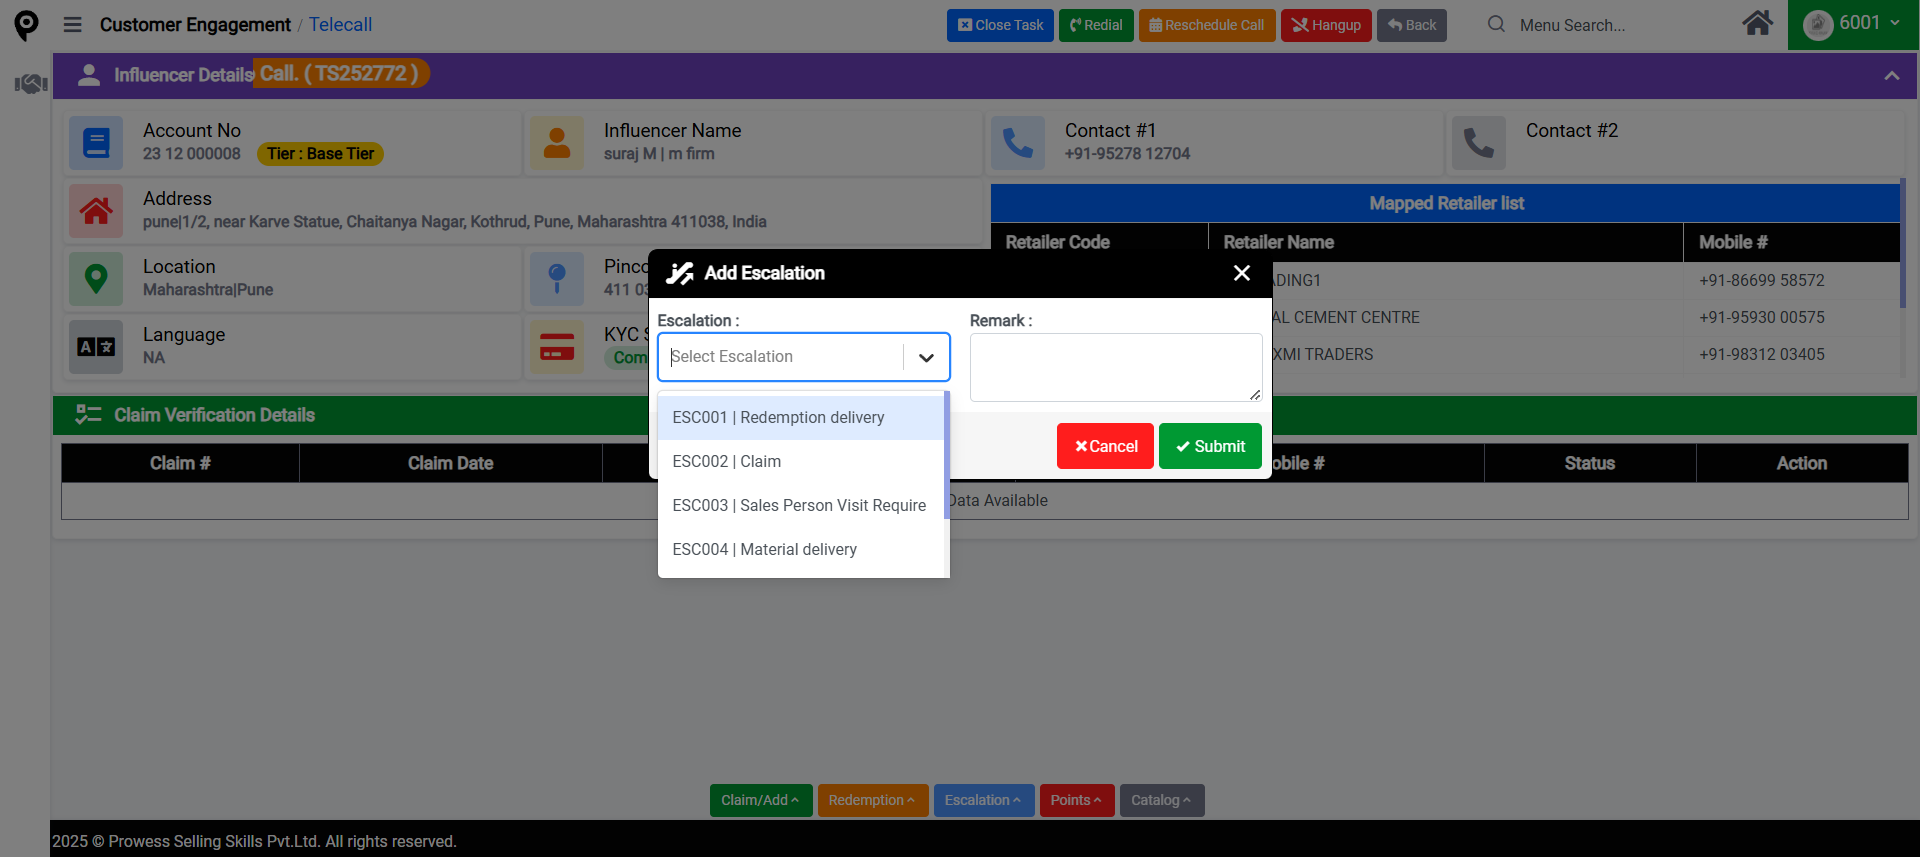 Customer Engagement / Telecall
Close Task
Redial
Reschedule Call
Hangup
Back
Menu Search...
6001
Influencer Details
Call. ( TS252772 )
Account No
23 12 000008
Tier : Base Tier
Influencer Name
suraj M | m firm
Contact #1
+91-95278 12704
Contact #2
Address
pune|1/2, near Karve Statue, Chaitanya Nagar, Kothrud, Pune, Maharashtra 411038, India
Mapped Retailer list
Retailer Code
Retailer Name
Mobile #
ADING1
+91-86699 58572
AL CEMENT CENTRE
+91-95930 00575
XMI TRADERS
+91-98312 03405
Location
Maharashtra|Pune
Pinco
411 03
Language
NA
KYC S
Com
Add Escalation
Escalation :
Select Escalation
Remark :
ESC001 | Redemption delivery
ESC002 | Claim
ESC003 | Sales Person Visit Require
ESC004 | Material delivery
Cancel
Submit
Claim Verification Details
Claim #
Claim Date
obile #
Status
Action
Data Available
Claim/Add
Redemption
Escalation
Points
Catalog
2025 © Prowess Selling Skills Pvt.Ltd. All rights reserved.